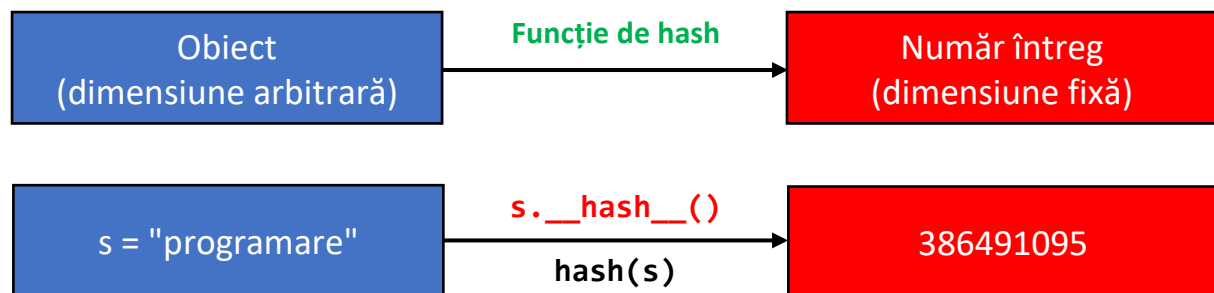 Obiect
(dimensiune arbitrară)
Funcție de hash
Număr întreg
(dimensiune fixă)
s = "programare"
s.__hash__()
hash(s)
386491095